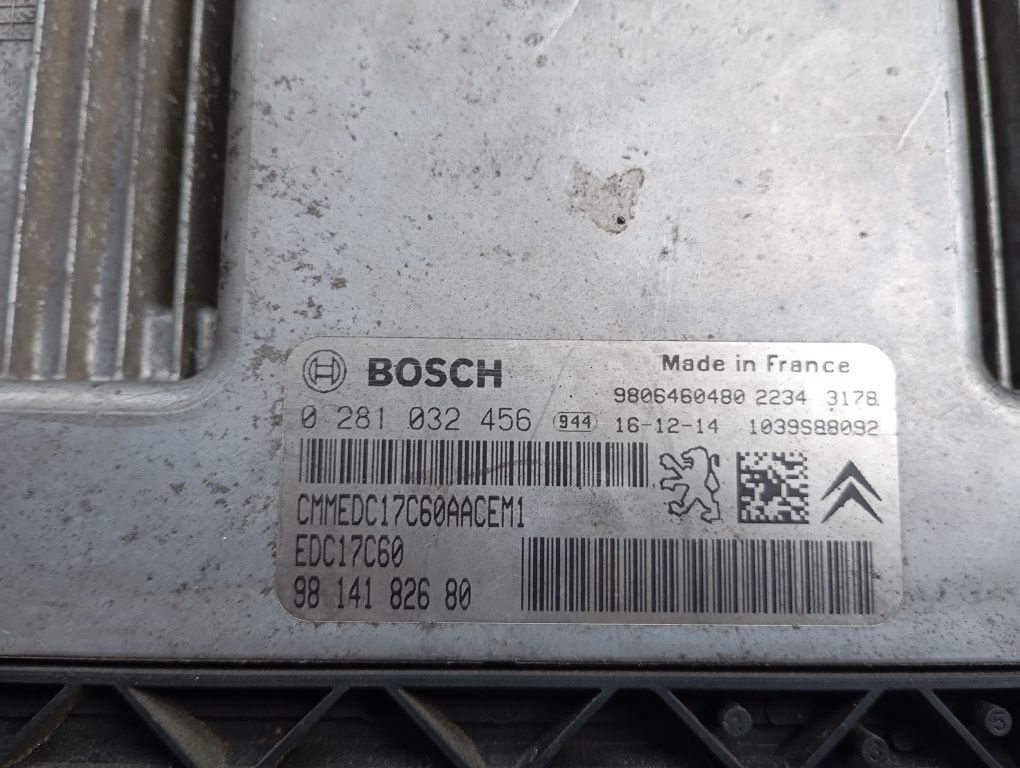 BOSCH
Made in France
9806460480 2234 3178
0 281 032 456 944 16-12-14 1039S88092
CMMEDC17C60AACEM1
EDC17C60
98 141 826 80
5